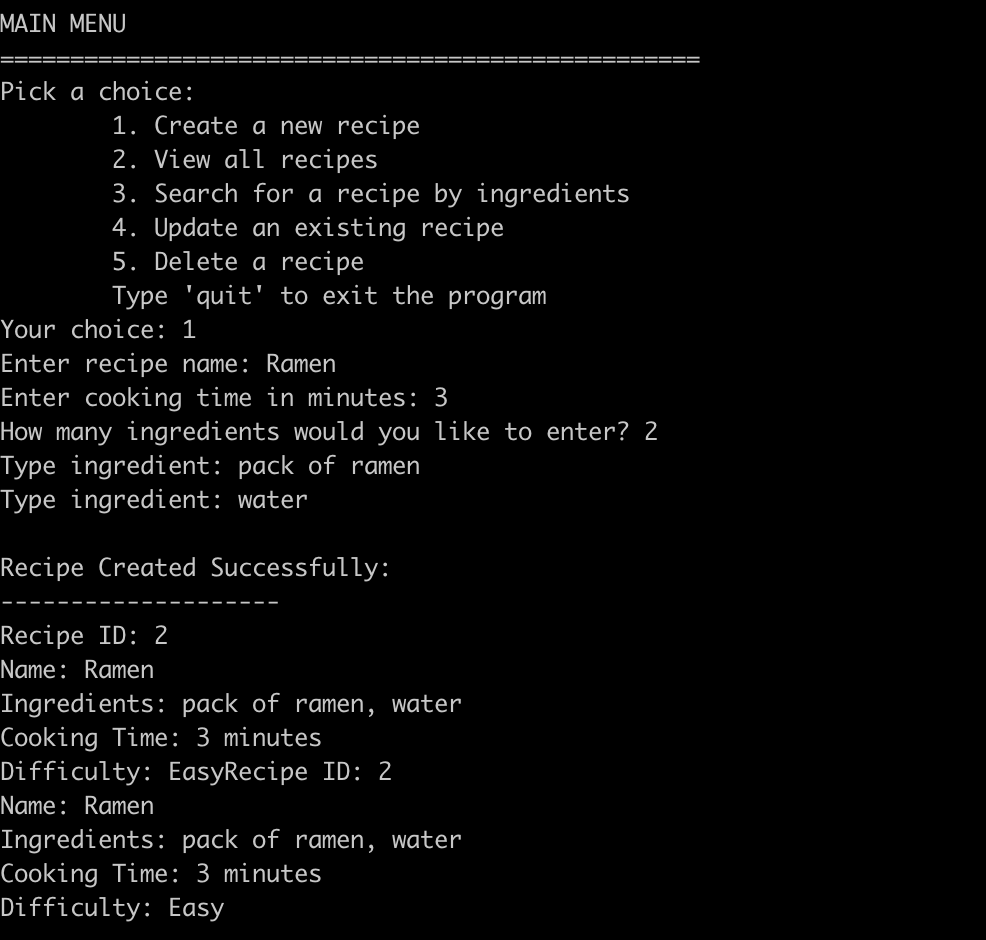 MAIN MENU
==================================================
Pick a choice:
1. Create a new recipe
2. View all recipes
3. Search for a recipe by ingredients
4. Update an existing recipe
5. Delete a recipe
Type 'quit' to exit the program
Your choice: 1
Enter recipe name: Ramen
Enter cooking time in minutes: 3
How many ingredients would you like to enter? 2
Type ingredient: pack of ramen
Type ingredient: water
Recipe Created Successfully:
--------------------
Recipe ID: 2
Name: Ramen
Ingredients: pack of ramen, water
Cooking Time: 3 minutes
Difficulty: EasyRecipe ID: 2
Name: Ramen
Ingredients: pack of ramen, water
Cooking Time: 3 minutes
Difficulty: Easy